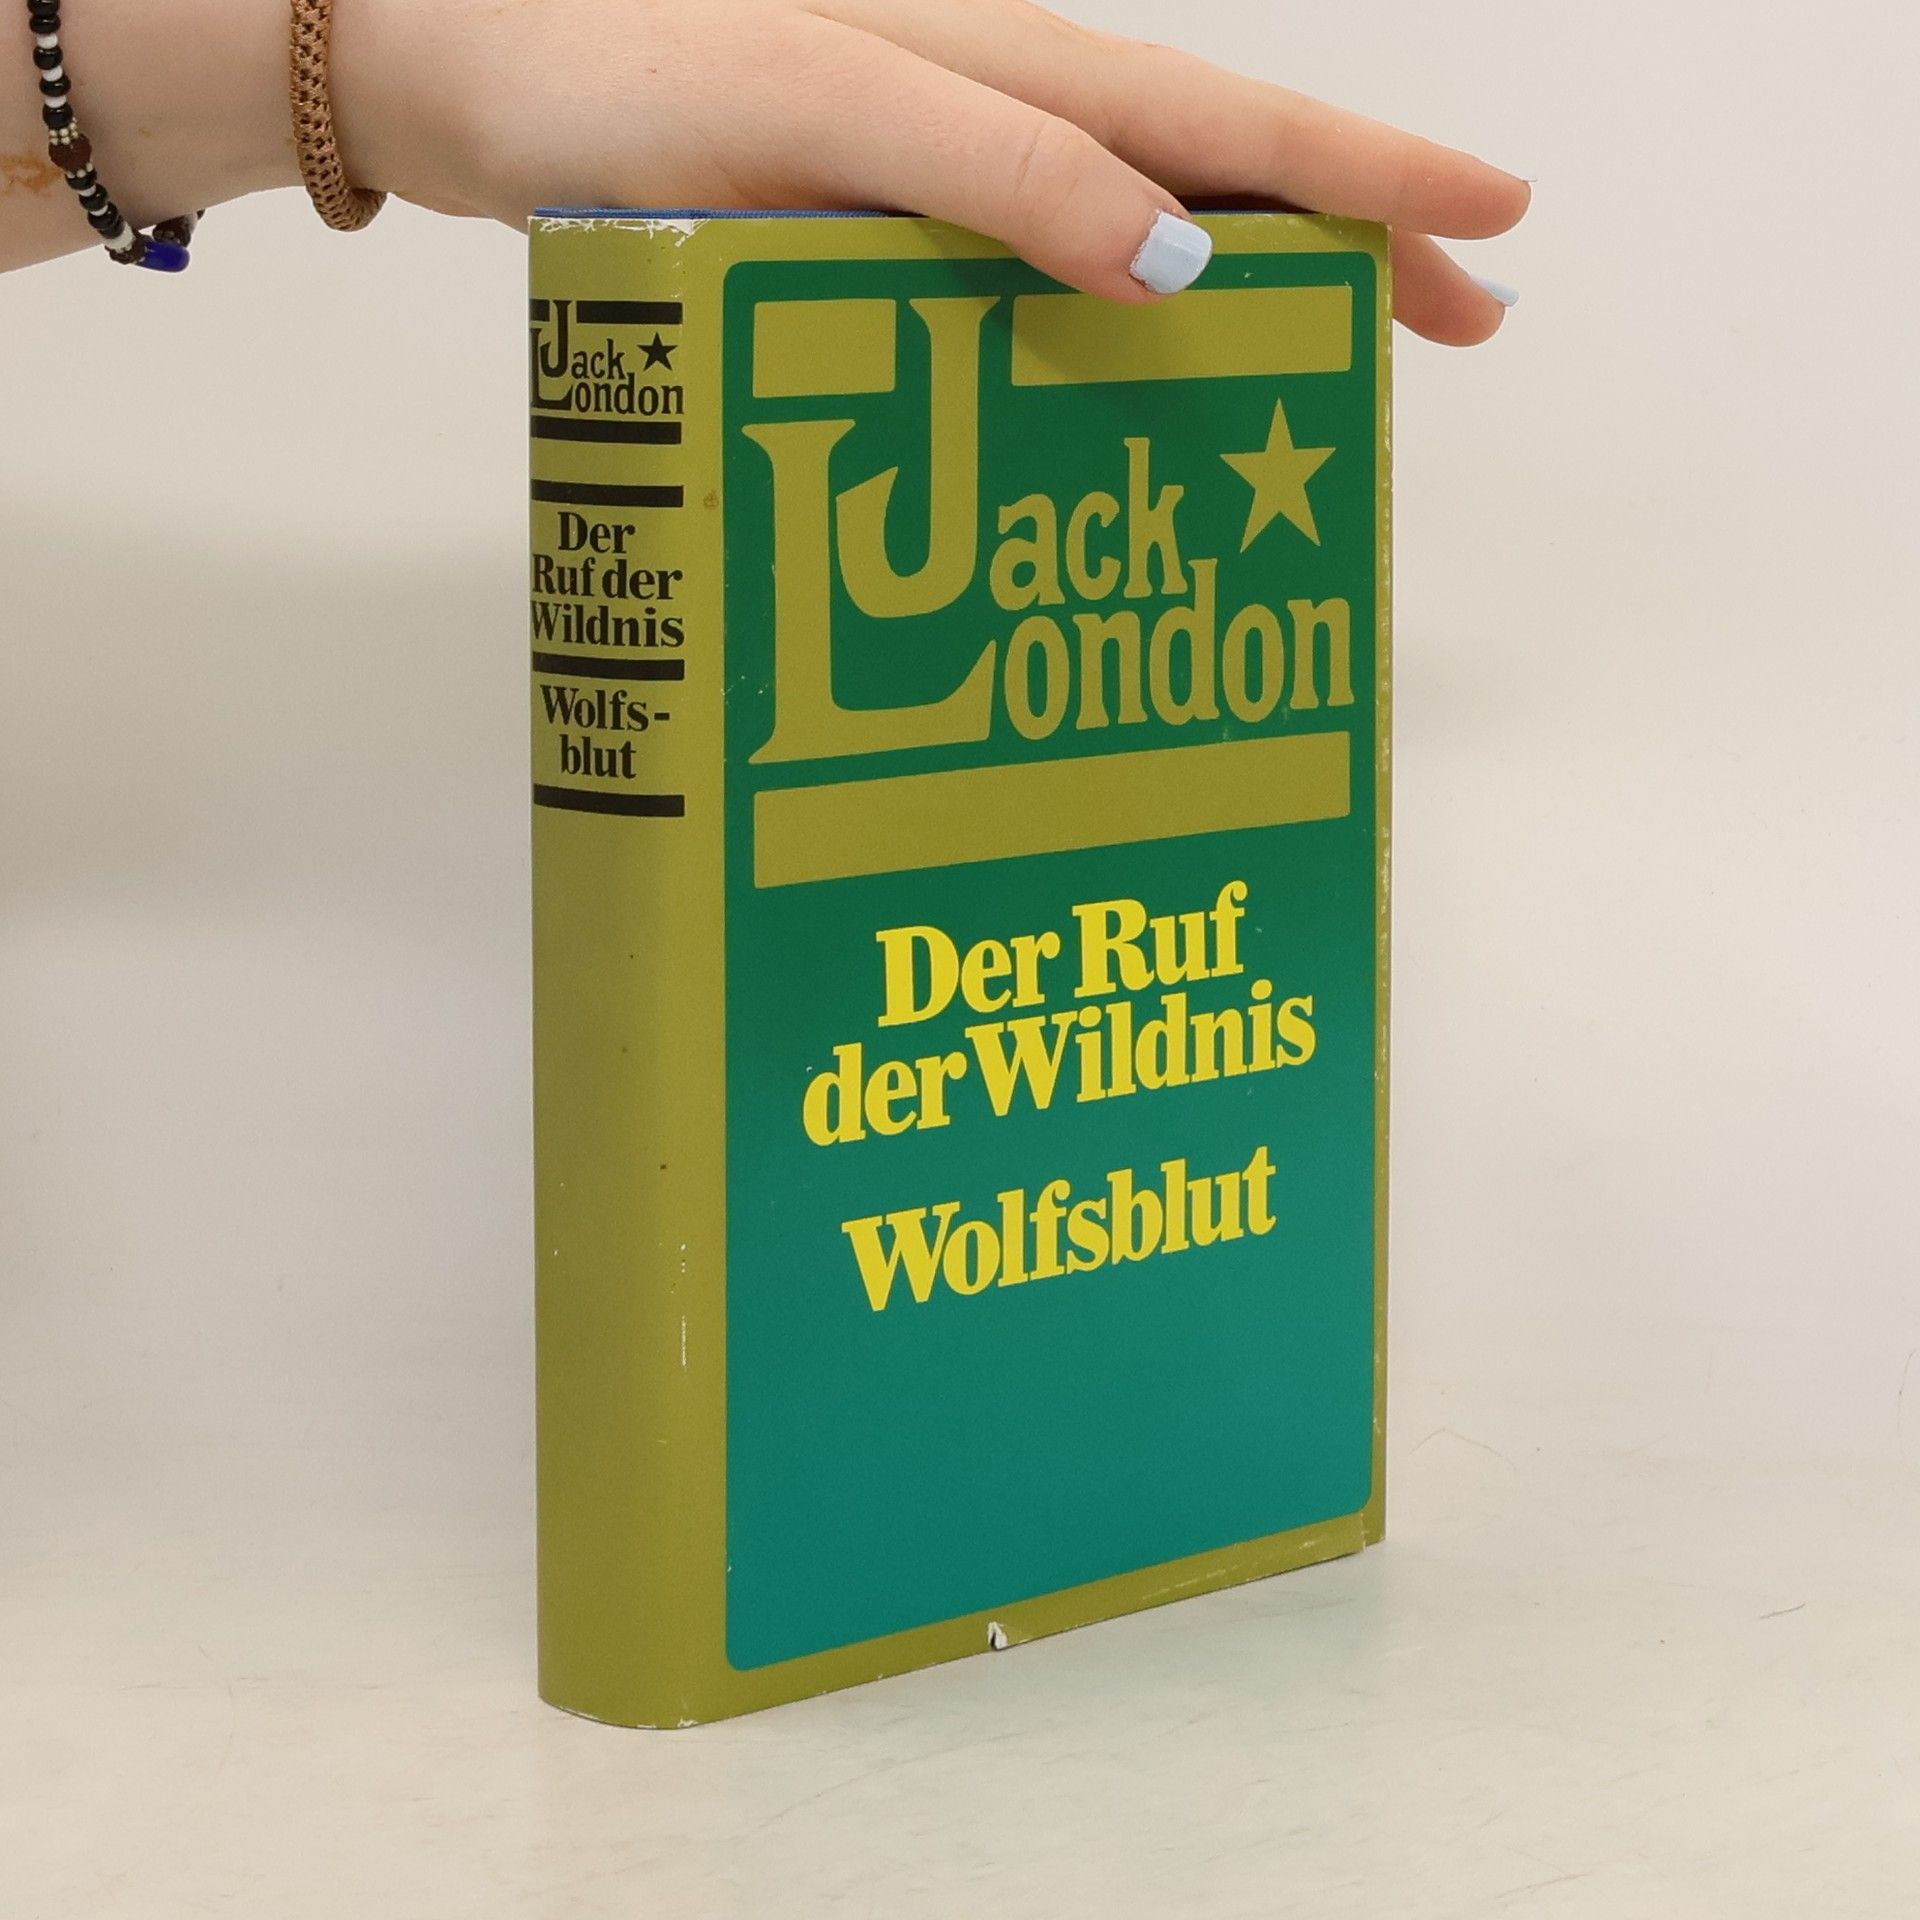 Jack
London
Der
Ruf der
Wildnis
Wolfs-
blut
Jack
London
Der Ruf
der Wildnis
Wolfsblut